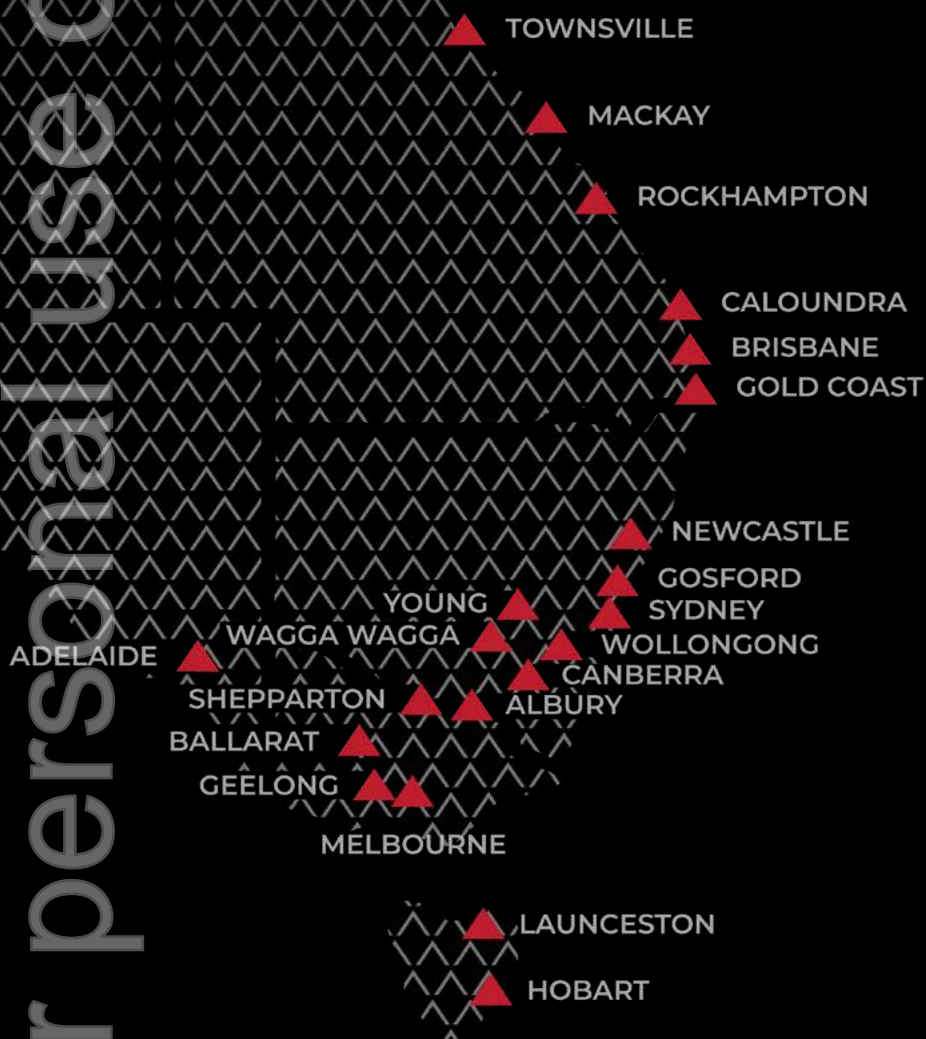 TOWNSVILLE
MACKAY
ROCKHAMPTON
CALOUNDRA
BRISBANE
GOLD COAST
NEWCASTLE
GOSFORD
YOUNG
SYDNEY
WAGGA WAGGA
WOLLONGONG
ADELAIDE
CANBERRA
SHEPPARTON
ALBURY
BALLARAT
GEELONG
MELBOURNE
LAUNCESTON
HOBART
r personal use o